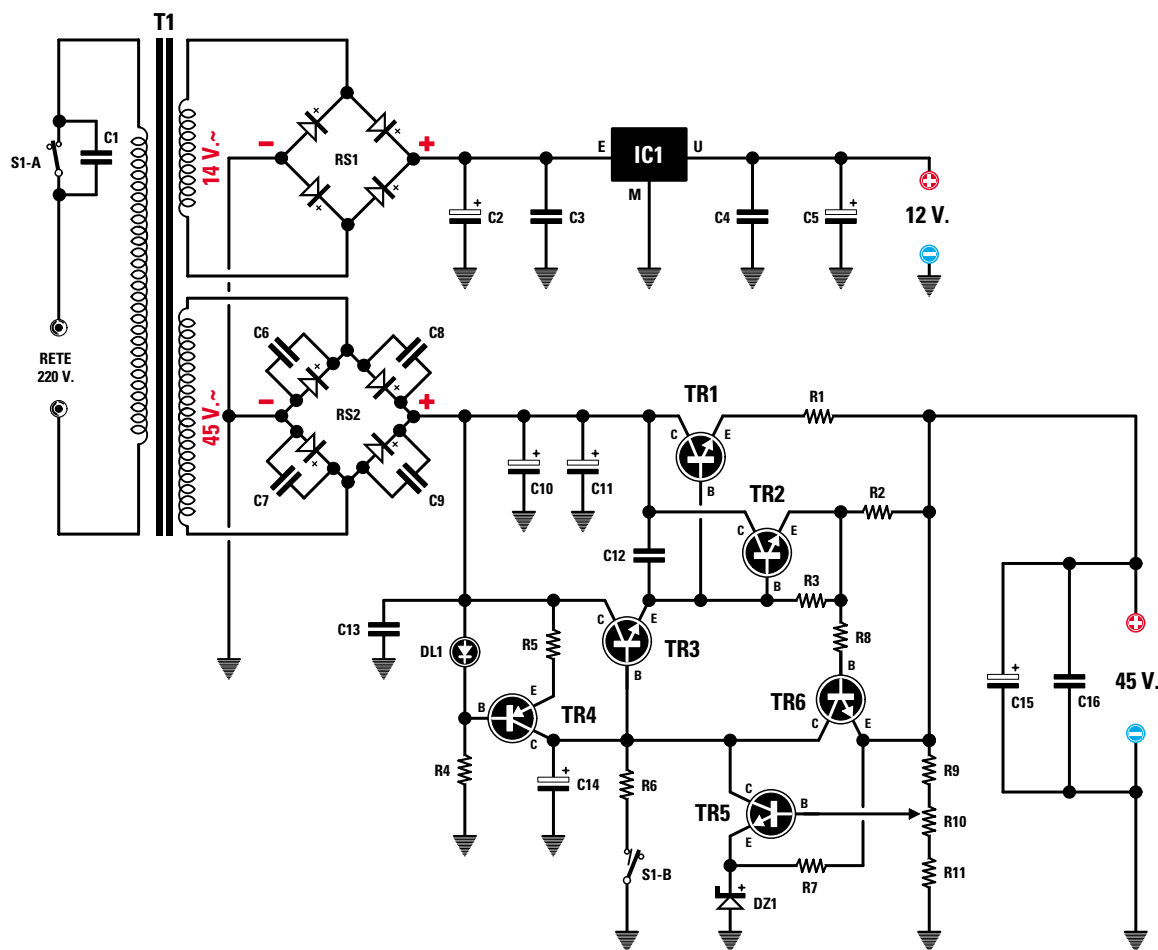 T1
C1
S1-A
RETE
220 V.
14 V.~
-
+
RS1
E
IC1
U
M
+
C2
C3
C4
+
C5
+
12 V.
-
45 V.~
C6
C8
-
+
RS2
C7
C9
+
C10
+
C11
TR1
C
E
B
R1
TR2
C
E
B
R2
C12
R3
C13
DL1
R5
C
E
B
TR3
R8
B
E
C
TR4
TR6
B
C
E
R4
+
C14
R6
TR5
C
B
E
R9
R10
R11
S1-B
+
DZ1
R7
+
C15
C16
+
45 V.
-